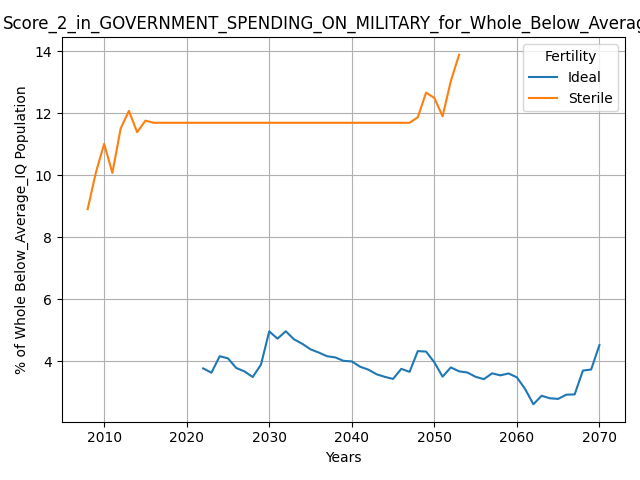 Score_2_in_GOVERNMENT_SPENDING_ON_MILITARY_for_Whole_Below_Averag
Fertility
Ideal
Sterile
14
12
10
8
6
4
% of Whole Below_Average_IQ Population
2010 2020 2030 2040 2050 2060 2070
Years